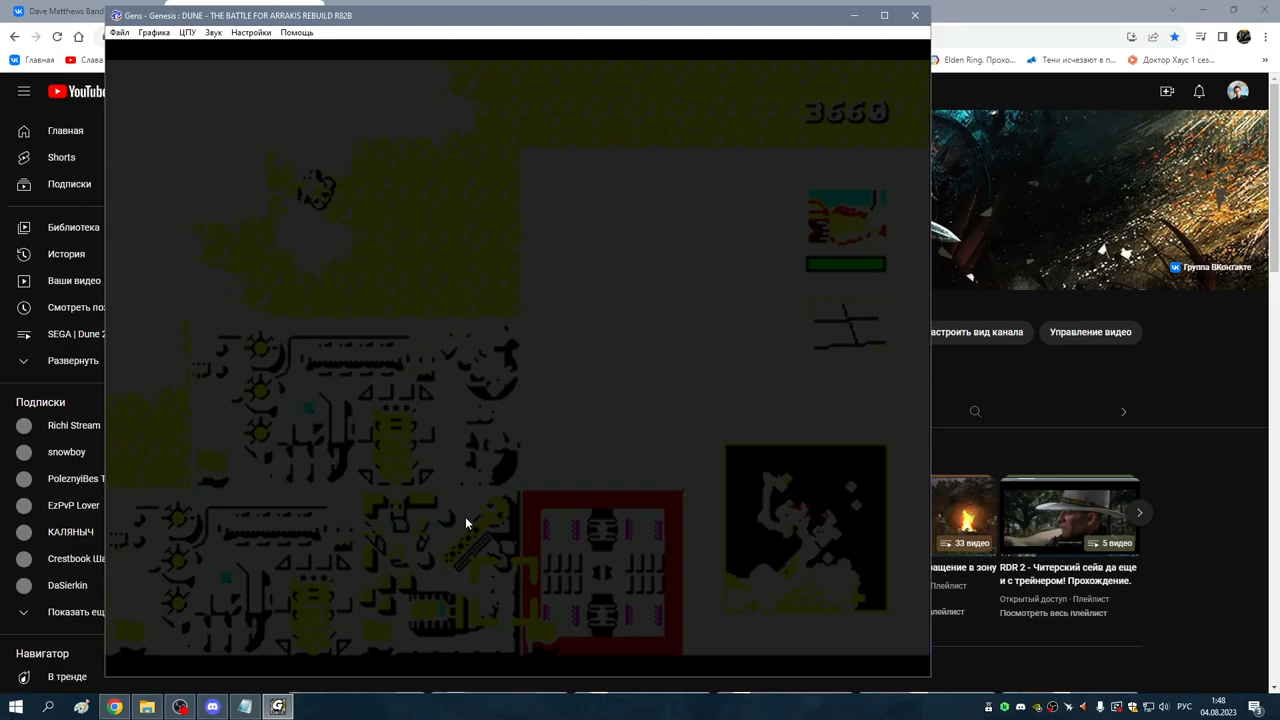 Dave Matthews Band
Gens - Genesis : DUNE - THE BATTLE FOR ARRAKIS REBUILD R82B
Файл Графика ЦПУ Звук Настройки Помощь
Главная Слава
Elden Ring. Прохо... Тени исчезают в п... Доктор Хаус 1 сез... »
YouTube
3660
Главная
Shorts
Подписки
Библиотека
История
Ваши видео
Группа ВКонтакте
Смотреть по
SEGA | Dune 2
Развернуть
астроить вид канала Управление видео
Подписки
Richi Stream
snowboy
PoleznyiBes T
EzPvP Lover
КАЛЯНЫЧ
Crestbook Ша
DaSierkin
Показать ещ
33 видео 5 видео
ращение в зону RDR 2 - Читерский сейв да еще
и с трейнером! Прохождение.
Открытый доступ · Плейлист
лейлист Посмотреть весь плейлист
Навигатор
В тренде
РУС 1:48
04.08.2023 3